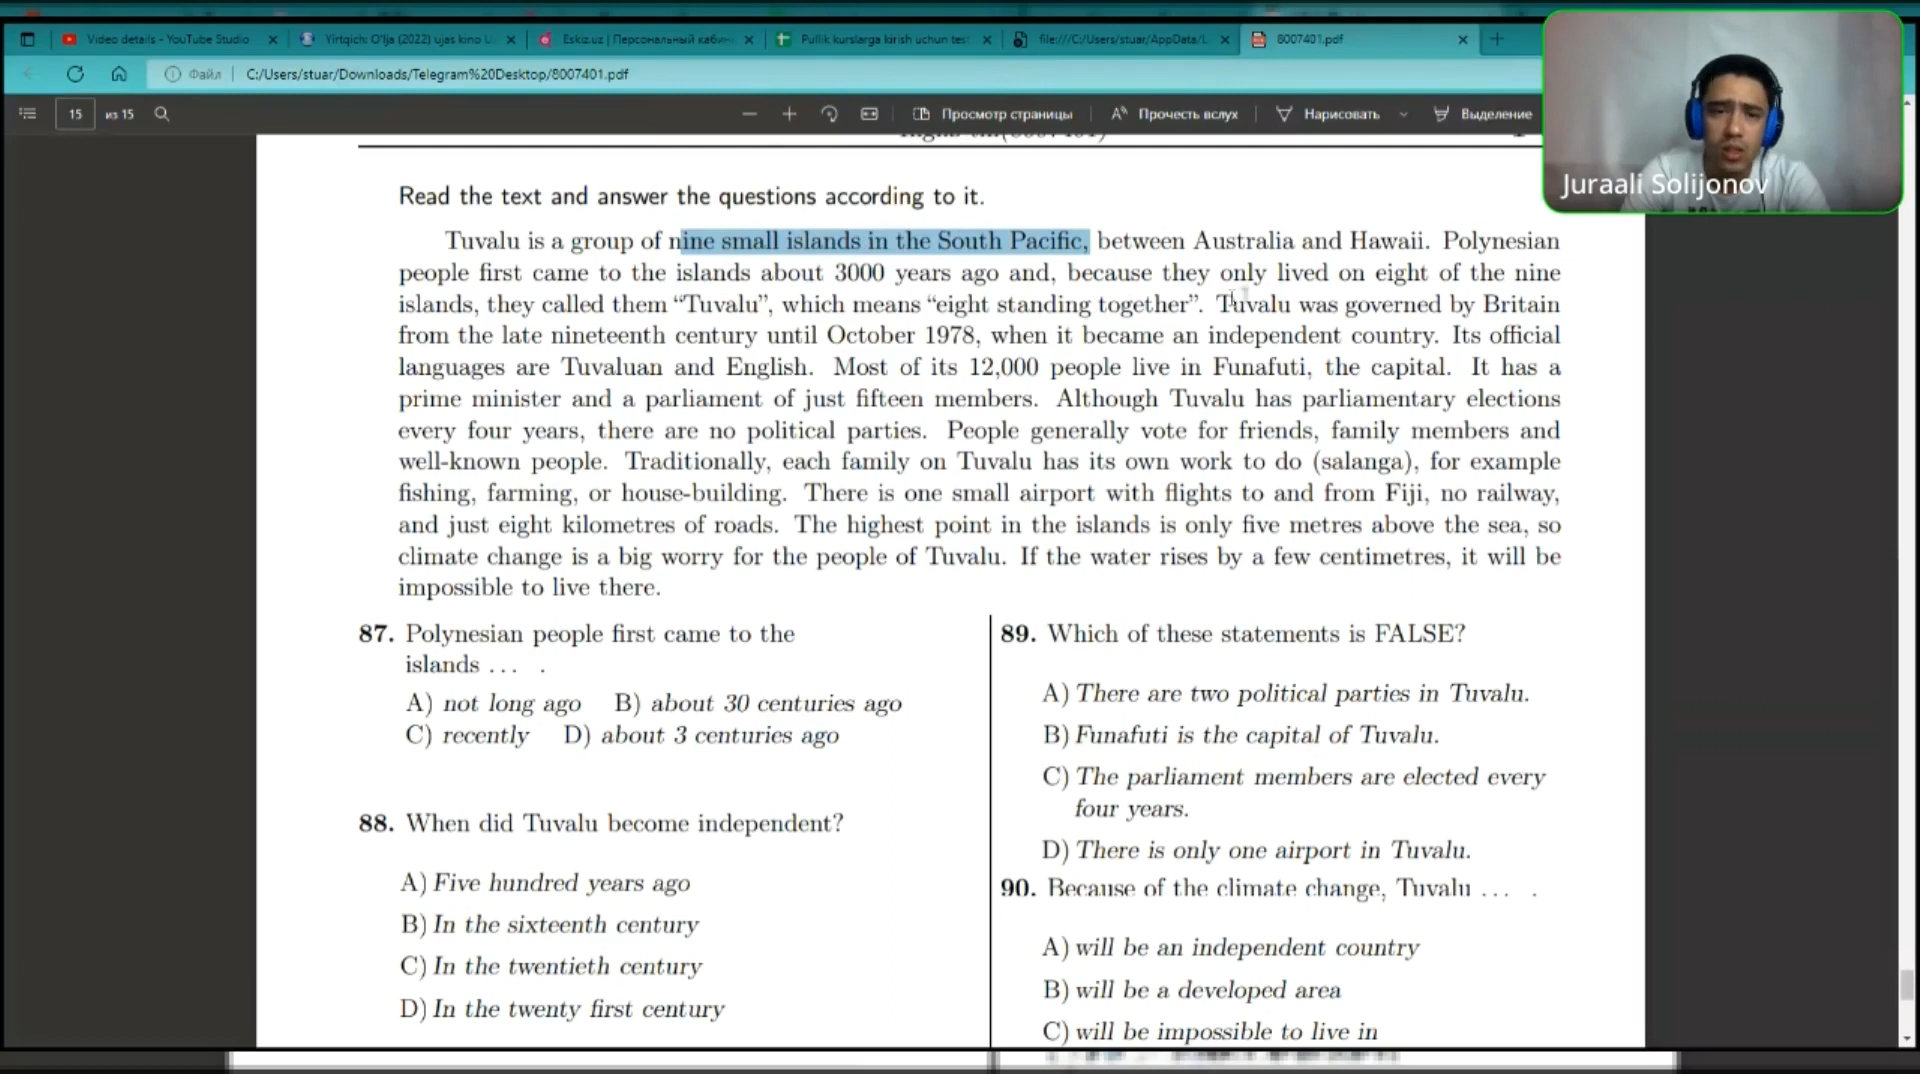 Video details - YouTube Studio
Yirtqich: O'lja (2022) ujas kino U
Eskiz.uz | Персональный кабин
Pullik kurslarga kirish uchun test
file:///C:/Users/stuar/AppData/L
8007401.pdf
Файл | C:/Users/stuar/Downloads/Telegram%20Desktop/8007401.pdf
15 из 15
Просмотр страницы
Прочесть вслух
Нарисовать
Выделение
Juraali Solijonov
Read the text and answer the questions according to it.
Tuvalu is a group of nine small islands in the South Pacific, between Australia and Hawaii. Polynesian
people first came to the islands about 3000 years ago and, because they only lived on eight of the nine
islands, they called them “Tuvalu”, which means “eight standing together”. Tuvalu was governed by Britain
from the late nineteenth century until October 1978, when it became an independent country. Its official
languages are Tuvaluan and English. Most of its 12,000 people live in Funafuti, the capital. It has a
prime minister and a parliament of just fifteen members. Although Tuvalu has parliamentary elections
every four years, there are no political parties. People generally vote for friends, family members and
well-known people. Traditionally, each family on Tuvalu has its own work to do (salanga), for example
fishing, farming, or house-building. There is one small airport with flights to and from Fiji, no railway,
and just eight kilometres of roads. The highest point in the islands is only five metres above the sea, so
climate change is a big worry for the people of Tuvalu. If the water rises by a few centimetres, it will be
impossible to live there.
87. Polynesian people first came to the
islands ... .
A) not long ago B) about 30 centuries ago
C) recently D) about 3 centuries ago
88. When did Tuvalu become independent?
A) Five hundred years ago
B) In the sixteenth century
C) In the twentieth century
D) In the twenty first century
89. Which of these statements is FALSE?
A) There are two political parties in Tuvalu.
B) Funafuti is the capital of Tuvalu.
C) The parliament members are elected every
four years.
D) There is only one airport in Tuvalu.
90. Because of the climate change, Tuvalu ... .
A) will be an independent country
B) will be a developed area
C) will be impossible to live in